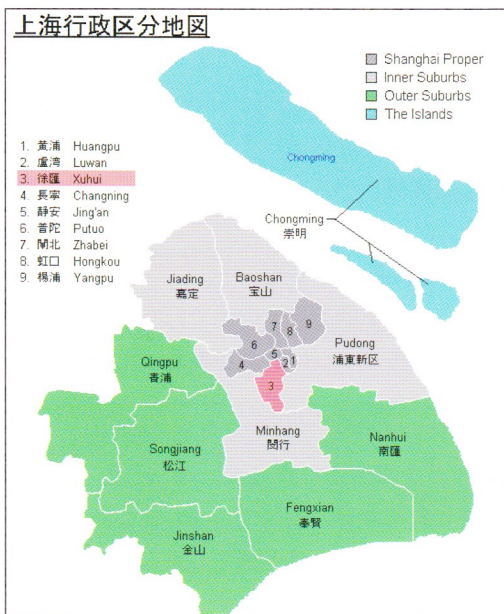 上海行政区分地図
Shanghai Proper
Inner Suburbs
Outer Suburbs
The Islands
1. 黄浦 Huangpu
2. 盧湾 Luwan
3. 徐匯 Xuhui
4. 長寧 Changning
5. 静安 Jing'an
6. 普陀 Putuo
7. 閘北 Zhabei
8. 虹口 Hongkou
9. 楊浦 Yangpu
Chongming
Chongming
崇明
Jiading
嘉定
Baoshan
宝山
7
8
9
6
Pudong
浦東新区
5
4
2
1
3
Qingpu
青浦
Minhang
閔行
Nanhui
南匯
Songjiang
松江
Fengxian
奉賢
Jinshan
金山